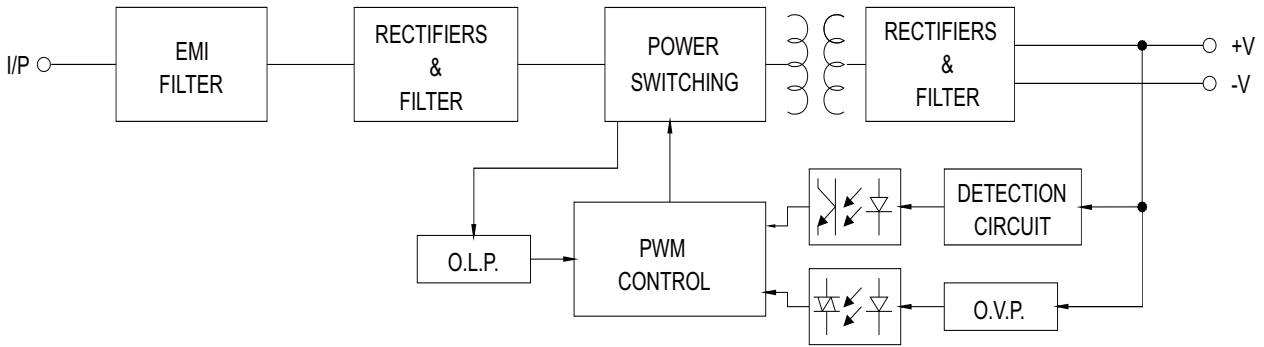 I/P
EMI
FILTER
RECTIFIERS
&
FILTER
POWER
SWITCHING
RECTIFIERS
&
FILTER
+V
-V
DETECTION
CIRCUIT
PWM
CONTROL
O.L.P.
O.V.P.